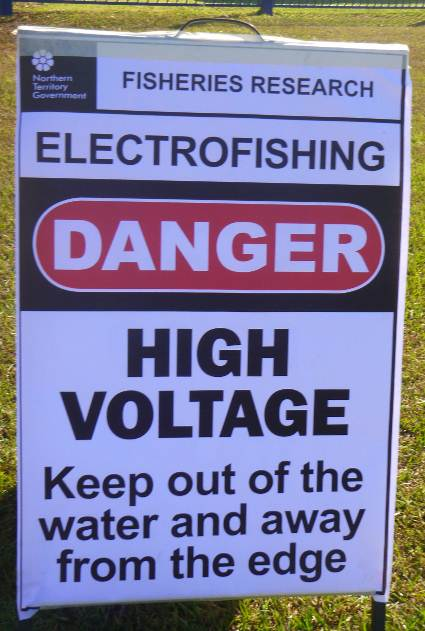 Northern
Territory
Government
FISHERIES RESEARCH
ELECTROFISHING
DANGER
HIGH
VOLTAGE
Keep out of the
water and away
from the edge